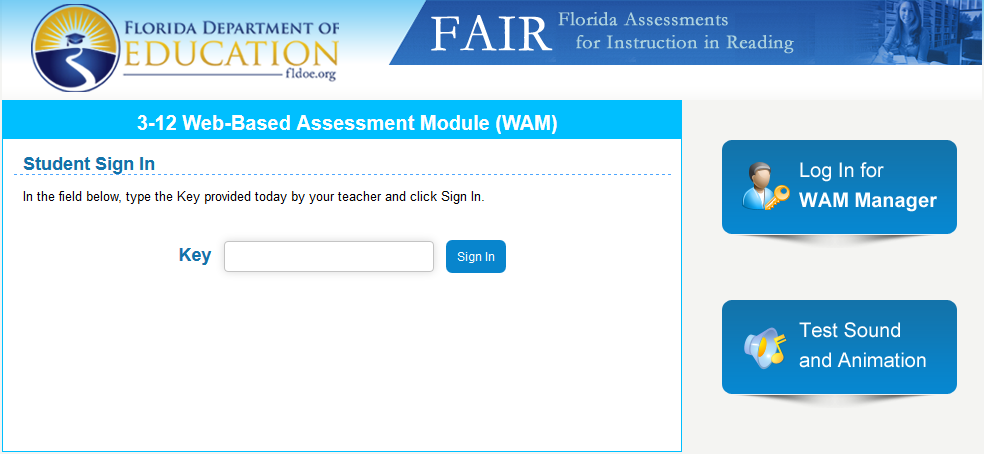 FLORIDA DEPARTMENT OF
EDUCATION
fldoe.org
FAIR
Florida Assessments
for Instruction in Reading
3-12 Web-Based Assessment Module (WAM)
Student Sign In
In the field below, type the Key provided today by your teacher and click Sign In.
Key
Sign In
Log In for
WAM Manager
Test Sound
and Animation